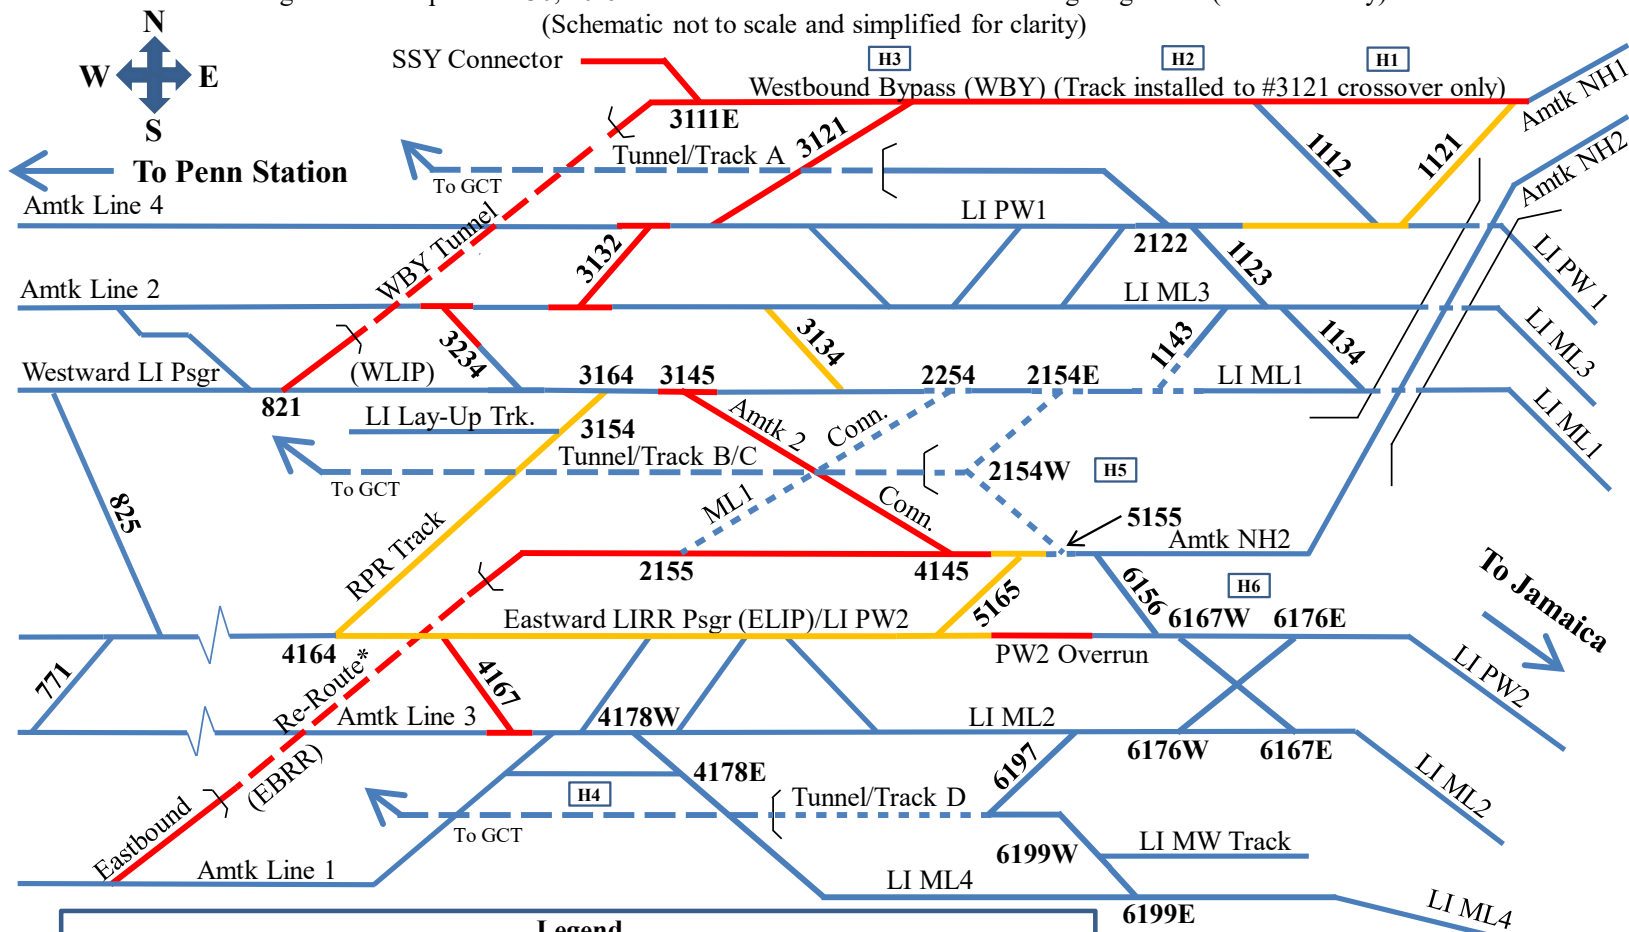 (Schematic not to scale and simplified for clarity)
N
W E
S
SSY Connector
H3
H2
H1
Westbound Bypass (WBY) (Track installed to #3121 crossover only)
Amtk NH1
3111E
3121
1112
1121
Amtk NH2
Tunnel/Track A
To Penn Station
To GCT
Amtk Line 4
LI PW1
WBY Tunnel
3132
2122
1123
LI PW 1
Amtk Line 2
LI ML3
LI ML3
3234
3134
1143
1134
Westward LI Psgr
(WLIP)
3164
3145
2254
2154E
LI ML1
LI ML1
821
LI Lay-Up Trk.
3154
Amtk 2
Conn.
Tunnel/Track B/C
To GCT
2154W
H5
825
ML1
Conn.
5155
RPR Track
2155
4145
Amtk NH2
To Jamaica
5165
6156
H6
Eastward LIRR Psgr (ELIP)/LI PW2
6167W
6176E
4164
PW2 Overrun
LI PW2
771
Re-Route*
4167
Amtk Line 3
4178W
LI ML2
6176W
6167E
LI ML2
(EBRR)
4178E
6197
H4
Tunnel/Track D
To GCT
Eastbound
6199W
LI MW Track
Amtk Line 1
LI ML4
6199E
LI ML4
Legend